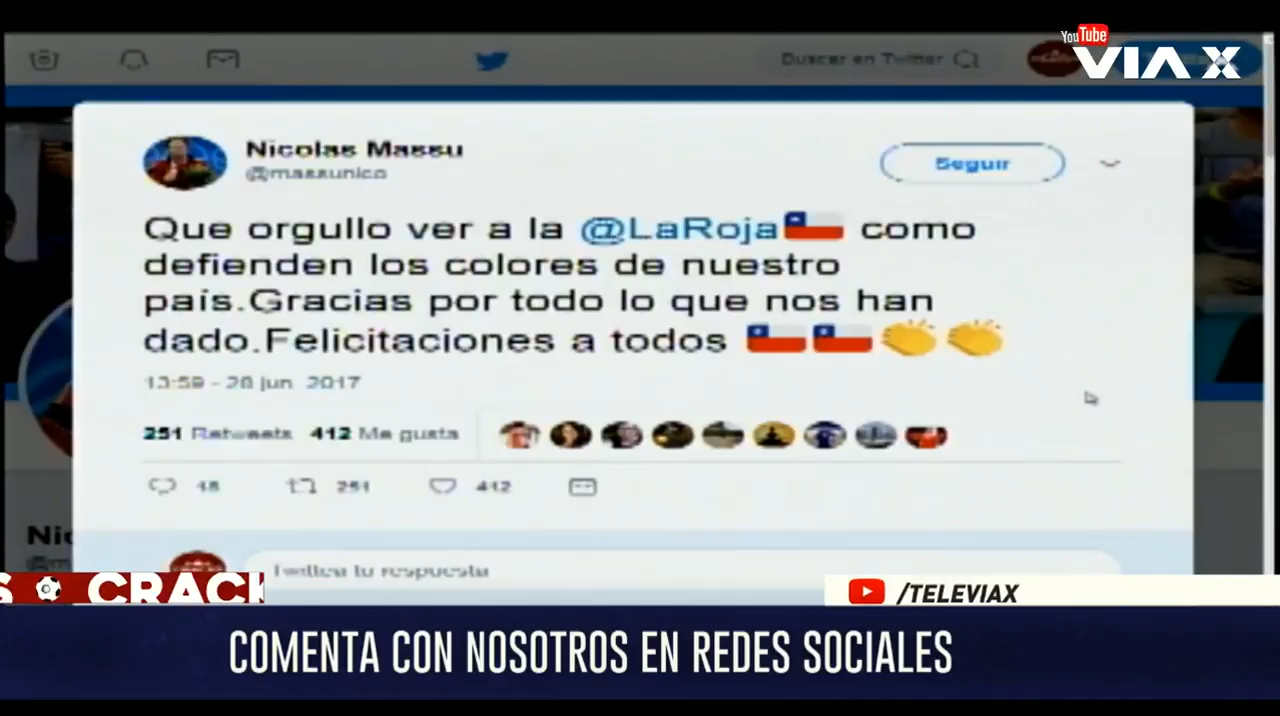 YouTube
VIA X
Buscar en Twitter
Nicolas Massu
@massunico
Seguir
Que orgullo ver a la @LaRoja🇨🇱 como
defienden los colores de nuestro
país.Gracias por todo lo que nos han
dado.Felicitaciones a todos 🇨🇱🇨🇱👏👏
13:59 - 28 jun. 2017
251 Retweets 412 Me gusta
18 251 412
Nic
Twittea tu respuesta
S ⚽ CRACK
/TELEVIAX
COMENTA CON NOSOTROS EN REDES SOCIALES